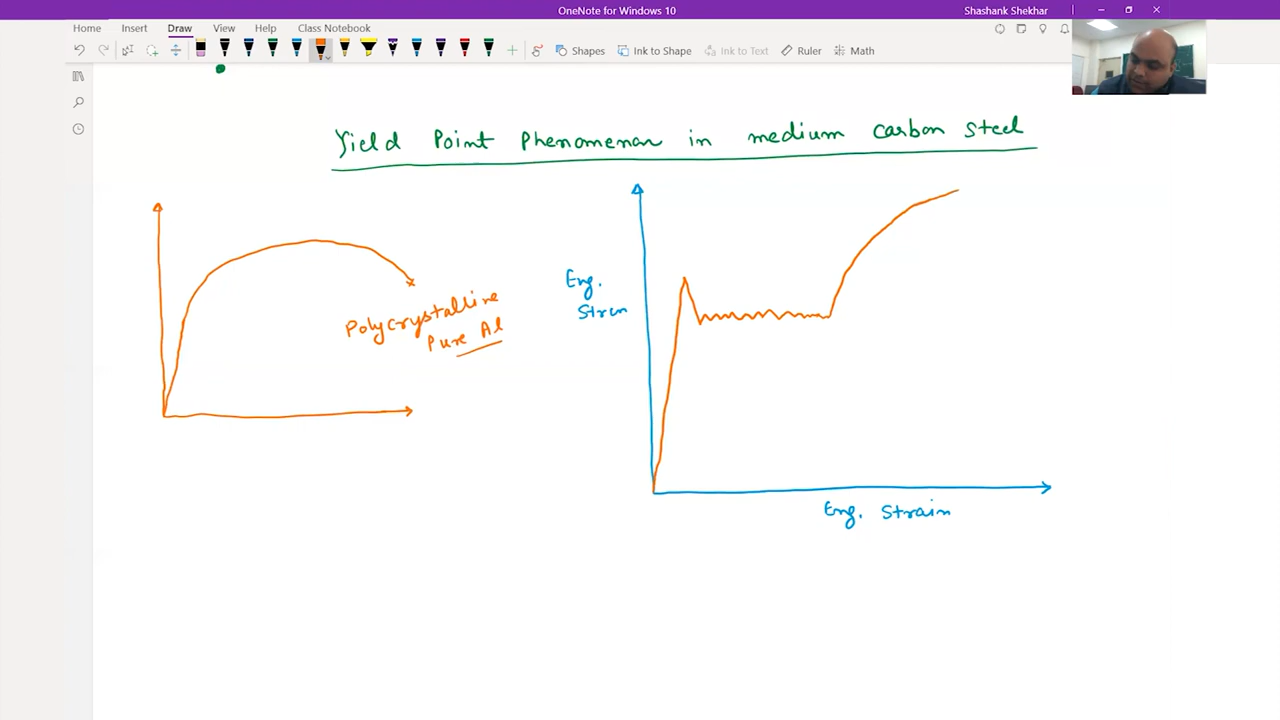 OneNote for Windows 10
Shashank Shekhar
Home Insert Draw View Help Class Notebook
Shapes Ink to Shape Ink to Text Ruler Math
Yield Point Phenomenon in medium carbon steel
Polycrystalline
Pure Al
Eng.
Stren
Eng. Strain